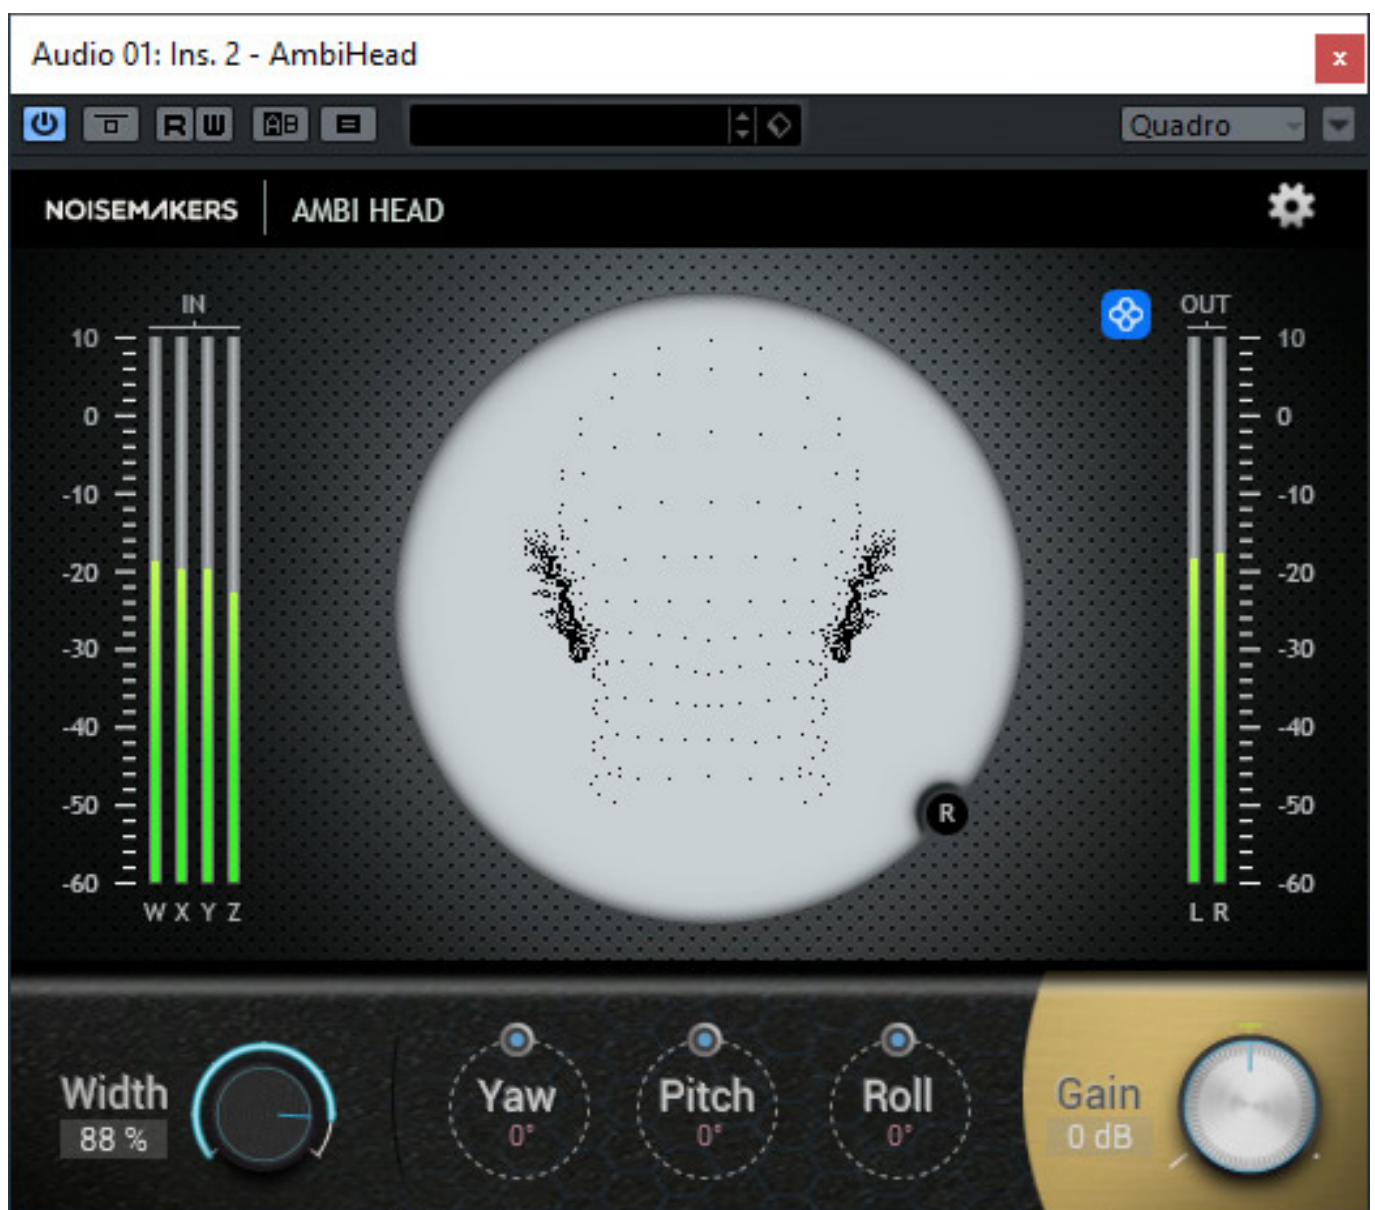 Audio 01: Ins. 2 - AmbiHead
x
R W AB
Quadro
NOISEMAKERS AMBI HEAD
IN
10
0
-10
-20
-30
-40
-50
-60
W X Y Z
R
OUT
10
0
-10
-20
-30
-40
-50
-60
L R
Width
88 %
Yaw
0°
Pitch
0°
Roll
0°
Gain
0 dB